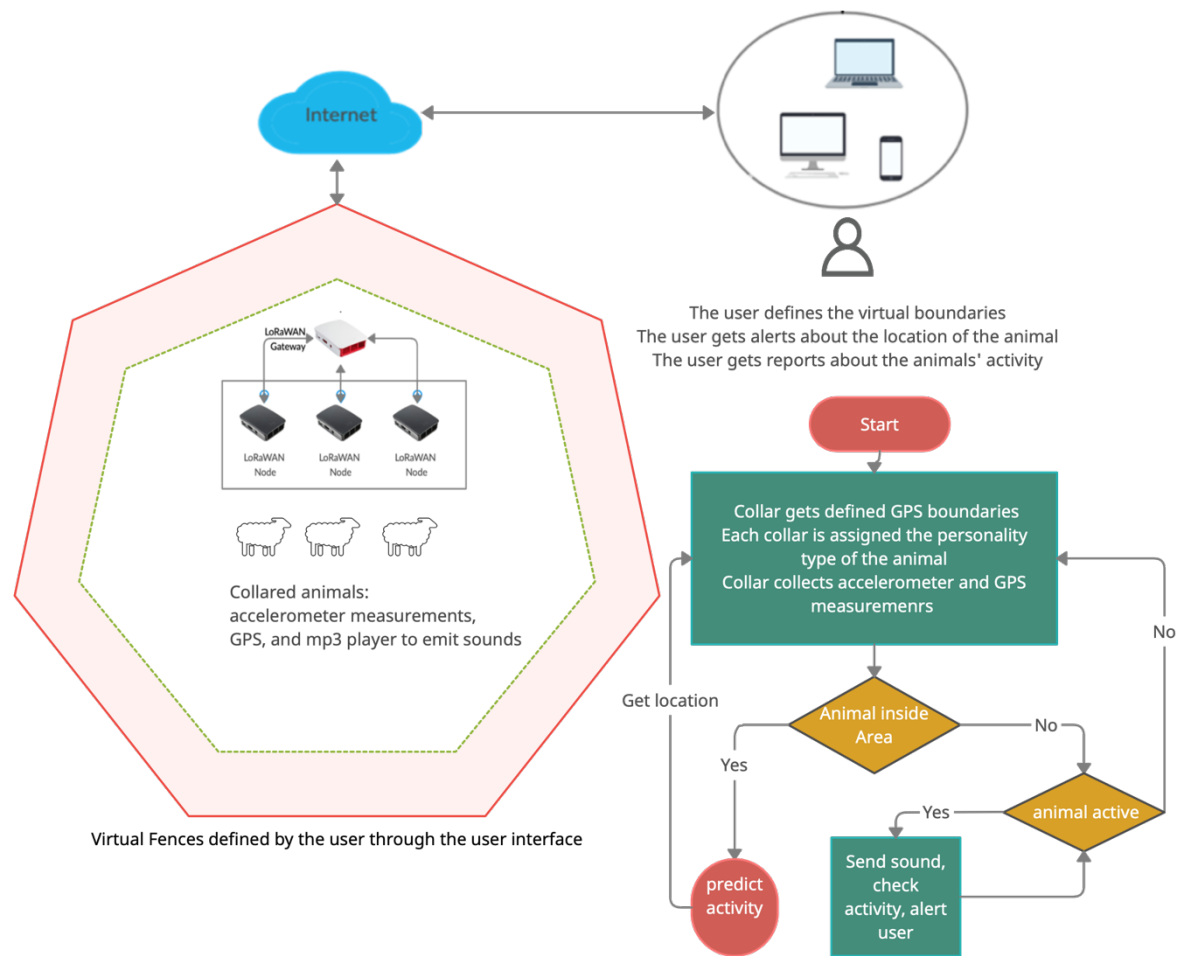 Internet
The user defines the virtual boundaries
The user gets alerts about the location of the animal
The user gets reports about the animals' activity
LoRaWAN
Gateway
LoRaWAN
Node
LoRaWAN
Node
LoRaWAN
Node
Collared animals:
accelerometer measurements,
GPS, and mp3 player to emit sounds
Virtual Fences defined by the user through the user interface
Start
Collar gets defined GPS boundaries
Each collar is assigned the personality
type of the animal
Collar collects accelerometer and GPS
measuremenrs
No
Get location
Animal inside
Area
No
Yes
Yes
animal active
predict
activity
Send sound,
check
activity, alert
user